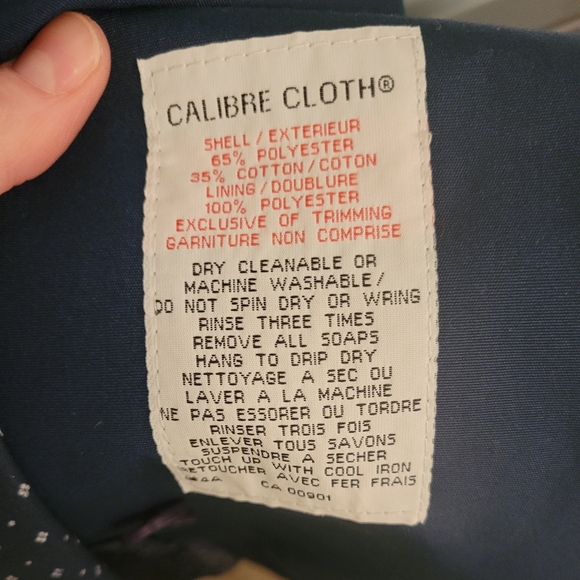 CALIBRE CLOTH®
SHELL/EXTERIEUR
65% POLYESTER
35% COTTON/COTON
LINING/DOUBLURE
100% POLYESTER
EXCLUSIVE OF TRIMMING
GARNITURE NON COMPRISE
DRY CLEANABLE OR
MACHINE WASHABLE/
DO NOT SPIN DRY OR WRING
RINSE THREE TIMES
REMOVE ALL SOAPS
HANG TO DRIP DRY
NETTOYAGE A SEC OU
LAVER A LA MACHINE
NE PAS ESSORER OU TORDRE
RINSER TROIS FOIS
ENLEVER TOUS SAVONS
SUSPENDRE A SECHER
TOUCH UP WITH COOL IRON
RETOUCHER AVEC FER FRAIS
CA 00901